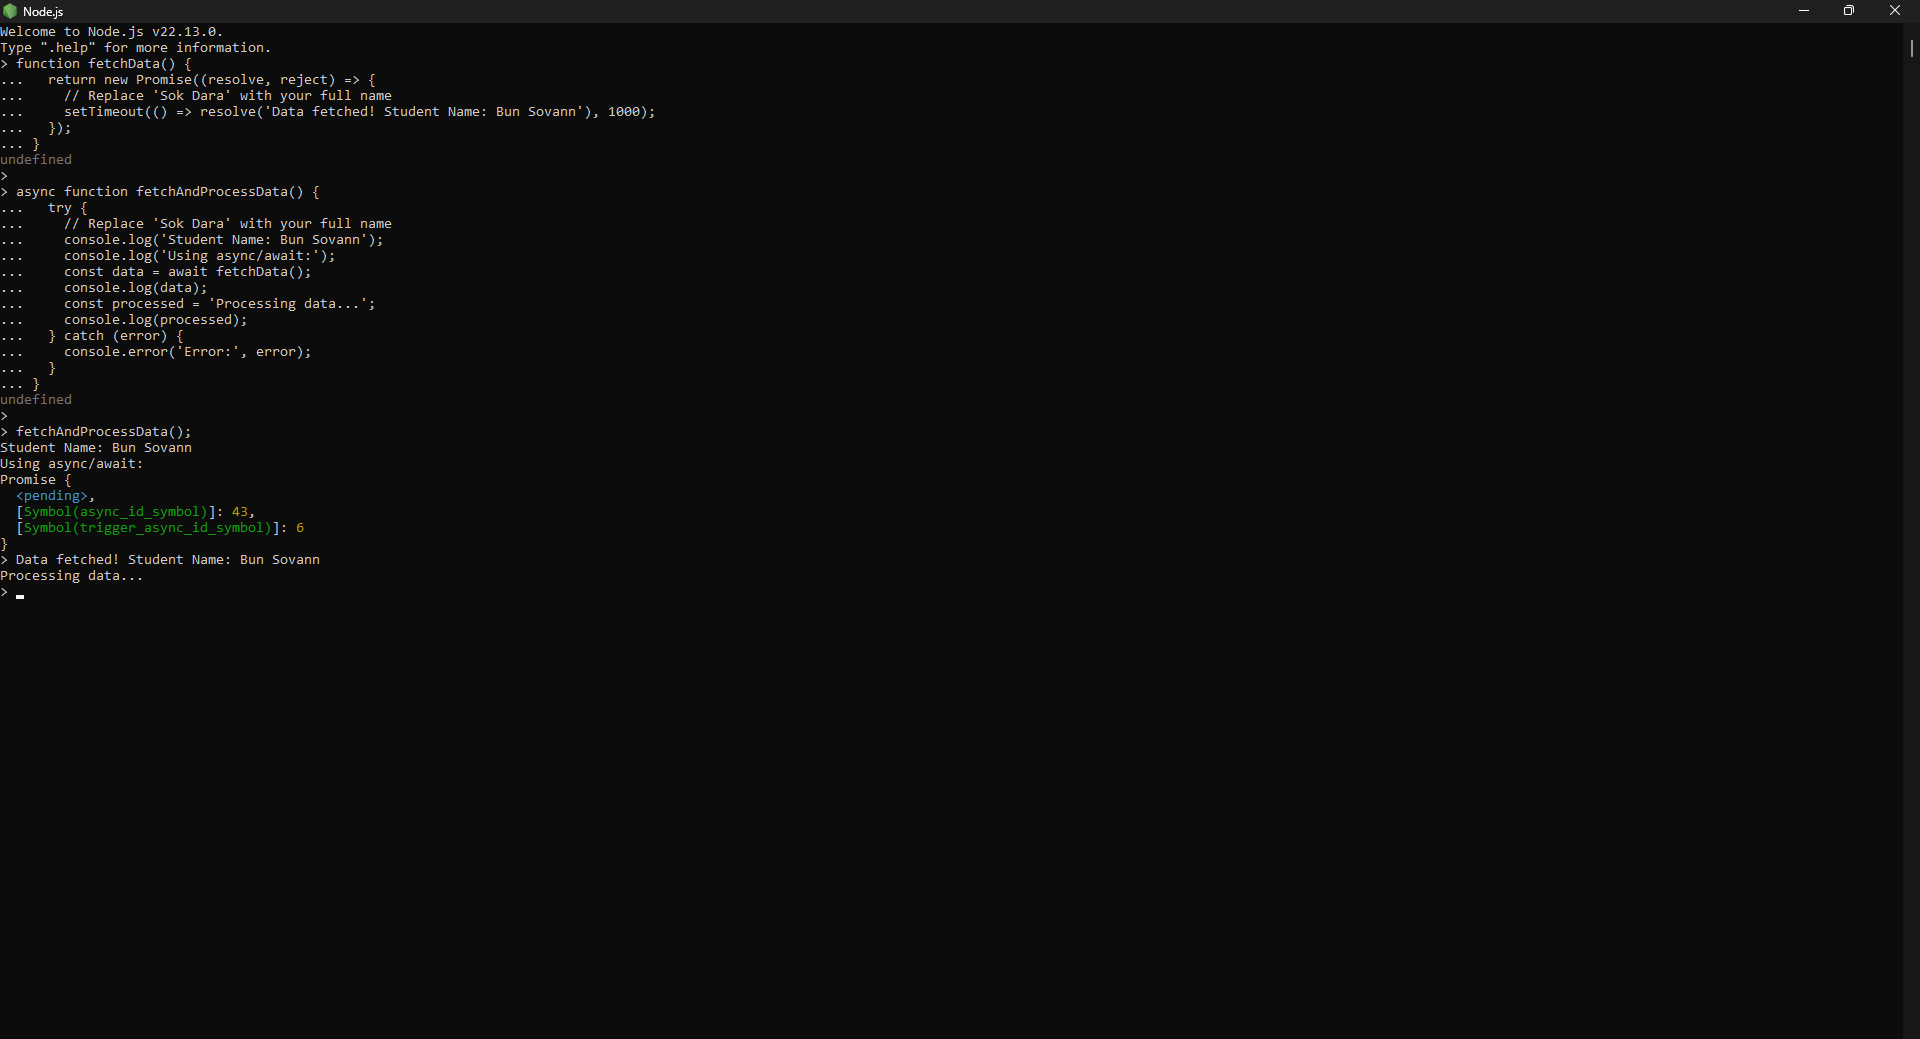 Node.js
Welcome to Node.js v22.13.0.
Type ".help" for more information.
> function fetchData() {
...   return new Promise((resolve, reject) => {
...     // Replace 'Sok Dara' with your full name
...     setTimeout(() => resolve('Data fetched! Student Name: Bun Sovann'), 1000);
...   });
... }
undefined
>
> async function fetchAndProcessData() {
...   try {
...     // Replace 'Sok Dara' with your full name
...     console.log('Student Name: Bun Sovann');
...     console.log('Using async/await:');
...     const data = await fetchData();
...     console.log(data);
...     const processed = 'Processing data...';
...     console.log(processed);
...   } catch (error) {
...     console.error('Error:', error);
...   }
... }
undefined
>
> fetchAndProcessData();
Student Name: Bun Sovann
Using async/await:
Promise {
  <pending>,
  [Symbol(async_id_symbol)]: 43,
  [Symbol(trigger_async_id_symbol)]: 6
}
> Data fetched! Student Name: Bun Sovann
Processing data...
>